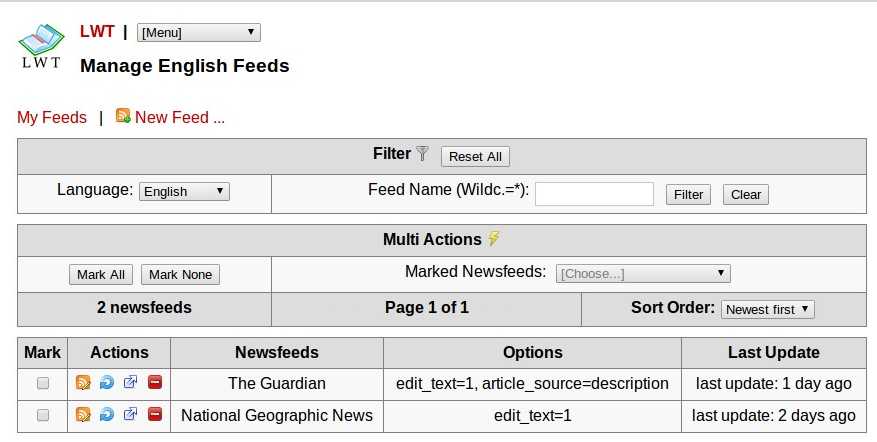 LWT | [Menu]
LWT
Manage English Feeds
My Feeds | New Feed ...
Filter Reset All
Language: English Feed Name (Wildc.=*): Filter Clear
Multi Actions
Mark All Mark None Marked Newsfeeds: [Choose...]
2 newsfeeds Page 1 of 1 Sort Order: Newest first
Mark Actions Newsfeeds Options Last Update
The Guardian edit_text=1, article_source=description last update: 1 day ago
National Geographic News edit_text=1 last update: 2 days ago